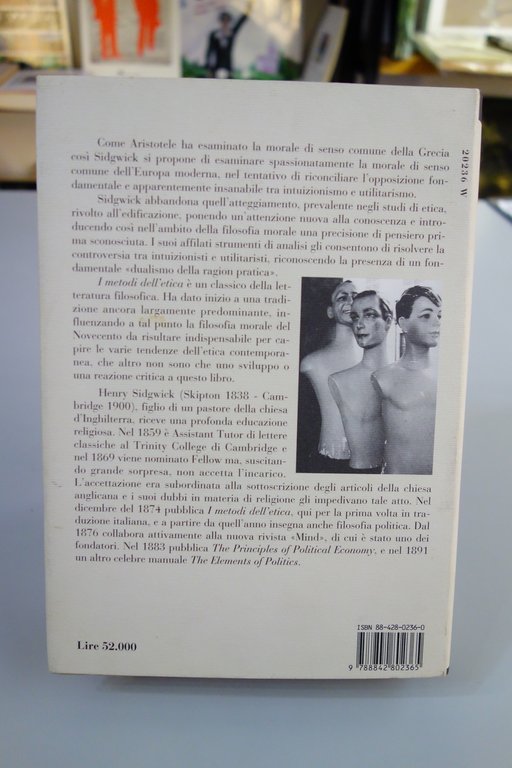 Come Aristotele ha esaminato la morale di senso comune della Grecia
così Sidgwick si propone di esaminare spassionatamente la morale di senso
comune dell'Europa moderna, nel tentativo di riconciliare l'opposizione fon-
damentale e apparentemente insanabile tra intuizionismo e utilitarismo.
Sidgwick abbandona quell'atteggiamento, prevalente negli studi di etica,
rivolto all'edificazione, ponendo un'attenzione nuova alla conoscenza e intro-
ducendo così nell'ambito della filosofia morale una precisione di pensiero pri-
ma sconosciuta. I suoi affilati strumenti di analisi gli consentono di risolvere la
controversia tra intuizionisti e utilitaristi, riconoscendo la presenza di un fon-
damentale «dualismo della ragion pratica».
I metodi dell'etica è un classico della let-
teratura filosofica. Ha dato inizio a una tradi-
zione ancora largamente predominante, in-
fluenzando a tal punto la filosofia morale del
Novecento da risultare indispensabile per ca-
pire le varie tendenze dell'etica contempora-
nea, che altro non sono che uno sviluppo o
una reazione critica a questo libro.
Henry Sidgwick (Skipton 1838 - Cam-
bridge 1900), figlio di un pastore della chiesa
d'Inghilterra, riceve una profonda educazione
religiosa. Nel 1859 è Assistant Tutor di lettere
classiche al Trinity College di Cambridge e
nel 1869 viene nominato Fellow ma, suscitan-
do grande sorpresa, non accetta l'incarico.
L'accettazione era subordinata alla sottoscrizione degli articoli della chiesa
anglicana e i suoi dubbi in materia di religione gli impedivano tale atto. Nel
dicembre del 1874 pubblica I metodi dell'etica, qui per la prima volta in tra-
duzione italiana, e a partire da quell'anno insegna anche filosofia politica. Dal
1876 collabora attivamente alla nuova rivista «Mind», di cui è stato uno dei
fondatori. Nel 1883 pubblica The Principles of Political Economy, e nel 1891
un altro celebre manuale The Elements of Politics.
20236 W
Lire 52.000
ISBN 88-428-0236-0
9 788842 802365